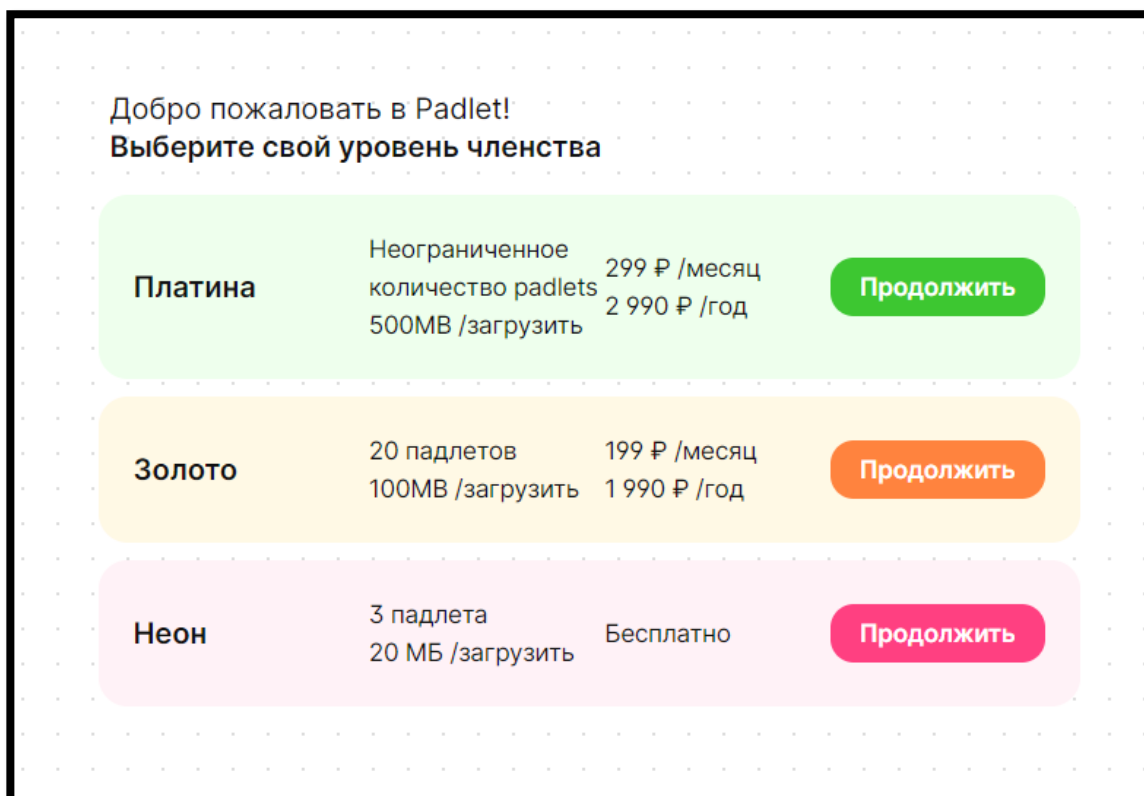 Добро пожаловать в Padlet!
Выберите свой уровень членства
Платина
Неограниченное
количество padlets
500MB /загрузить
299 ₽ /месяц
2 990 ₽ /год
Продолжить
Золото
20 падлетов
100MB /загрузить
199 ₽ /месяц
1 990 ₽ /год
Продолжить
Неон
3 падлета
20 МБ /загрузить
Бесплатно
Продолжить